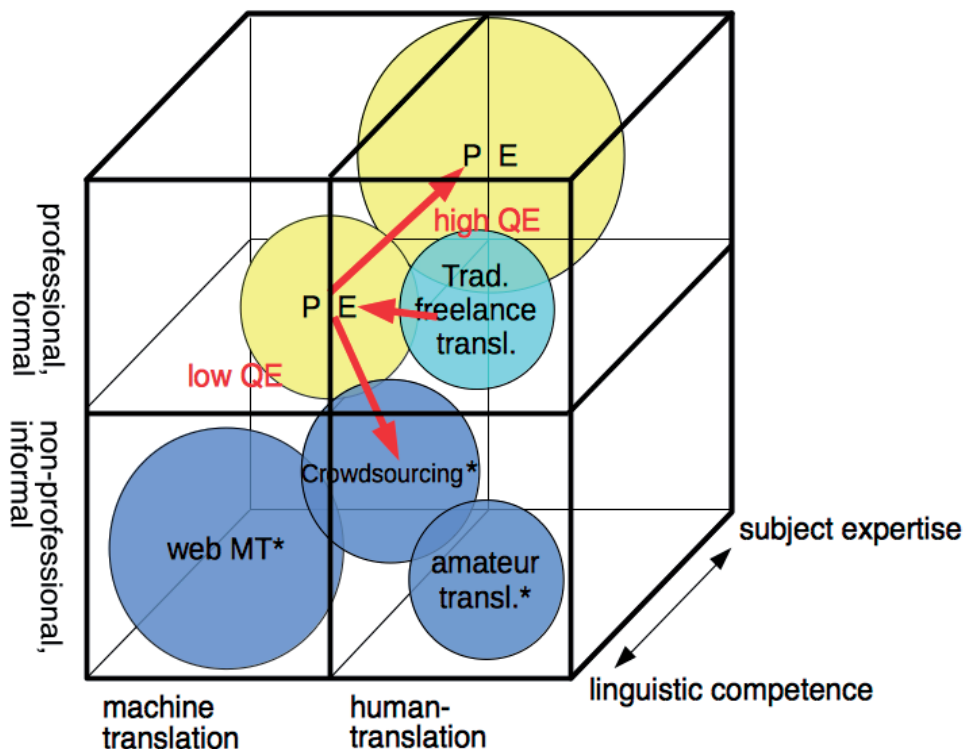 P E
high QE
professional,
formal
Trad.
freelance
transl.
P E
low QE
non-professional,
informal
Crowdsourcing*
web MT*
amateur
transl.*
subject expertise
linguistic competence
machine
translation
human-
translation